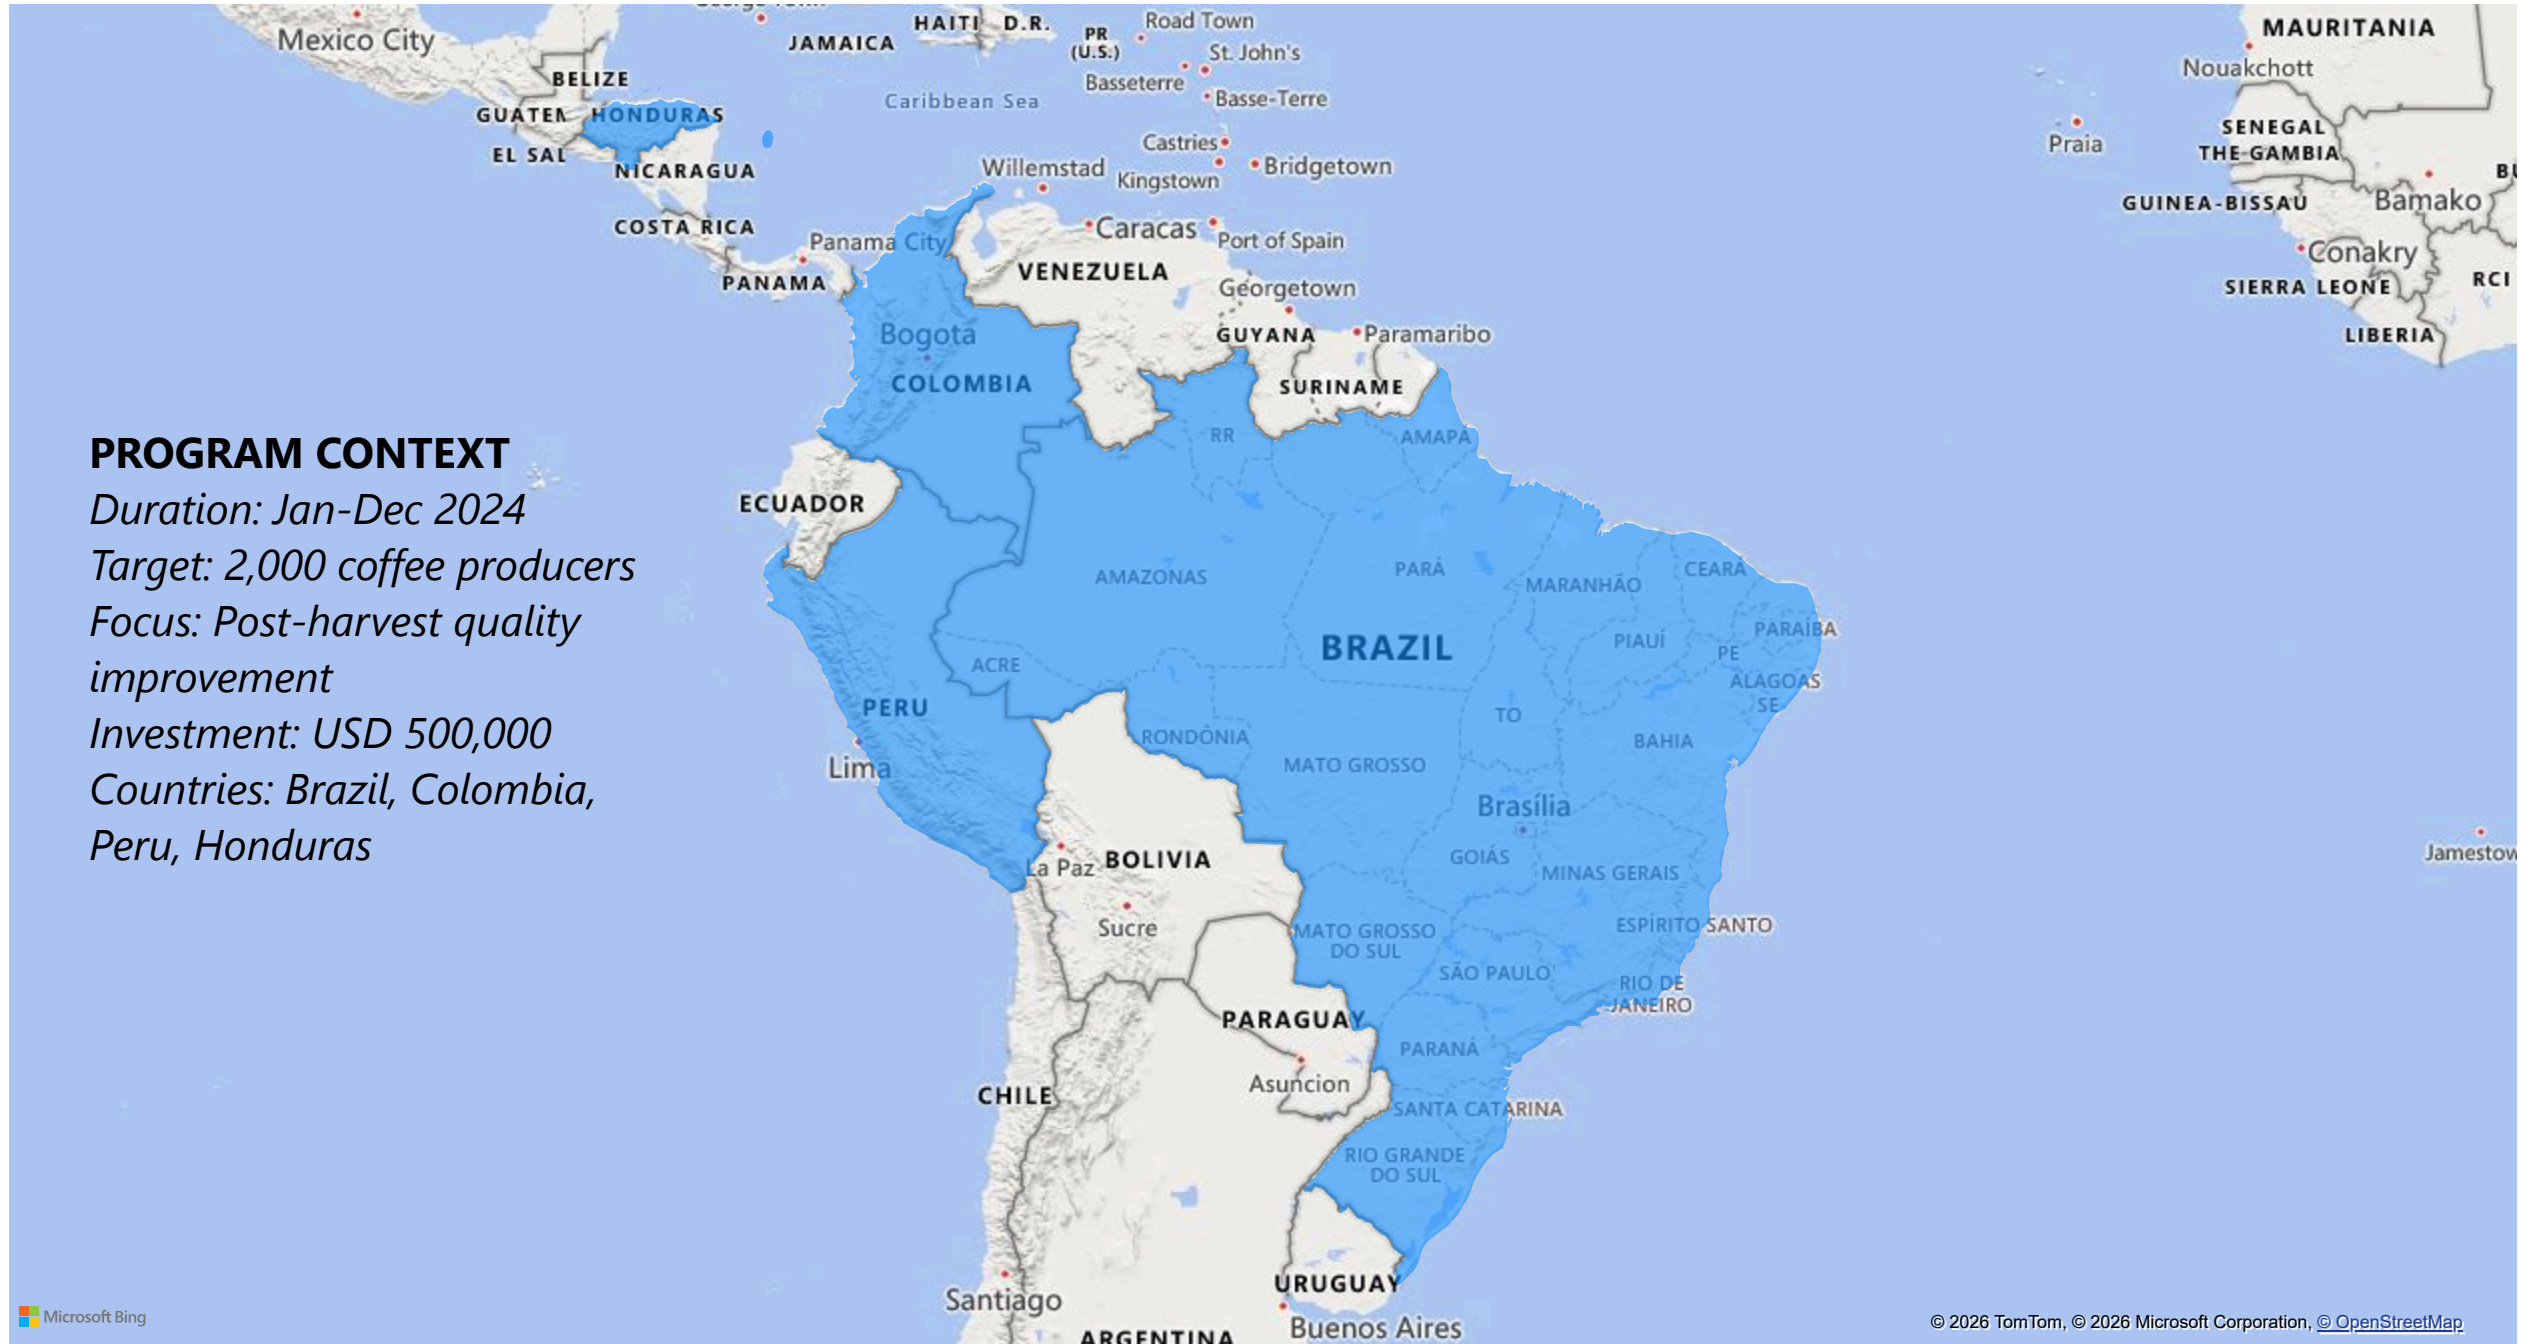 Mexico City
BELIZE
GUATEM
HONDURAS
EL SAL
NICARAGUA
COSTA RICA
PANAMA
Panama City
JAMAICA
HAITI
D.R.
PR
(U.S.)
Road Town
St. John's
Basseterre
Basse-Terre
Caribbean Sea
Castries
Willemstad
Kingstown
Bridgetown
Caracas
Port of Spain
VENEZUELA
Georgetown
GUYANA
Paramaribo
SURINAME
Bogota
COLOMBIA
MAURITANIA
Nouakchott
SENEGAL
THE GAMBIA
Praia
GUINEA-BISSAU
Bamako
Conakry
SIERRA LEONE
RCI
LIBERIA
PROGRAM CONTEXT
Duration: Jan-Dec 2024
Target: 2,000 coffee producers
Focus: Post-harvest quality
improvement
Investment: USD 500,000
Countries: Brazil, Colombia,
Peru, Honduras
ECUADOR
PERU
Lima
RR
AMAPÁ
AMAZONAS
PARÁ
MARANHÃO
CEARÁ
PARAÍBA
PIAUÍ
PE
ALAGOAS
SE
BRAZIL
ACRE
RONDÔNIA
TO
BAHIA
MATO GROSSO
Brasília
GOIÁS
MINAS GERAIS
MATO GROSSO
DO SUL
ESPÍRITO SANTO
SÃO PAULO
RIO DE
JANEIRO
PARANÁ
SANTA CATARINA
RIO GRANDE
DO SUL
La Paz
BOLIVIA
Sucre
PARAGUAY
Asuncion
CHILE
Santiago
ARGENTINA
URUGUAY
Buenos Aires
Jamestow
Microsoft Bing
© 2026 TomTom, © 2026 Microsoft Corporation, © OpenStreetMap